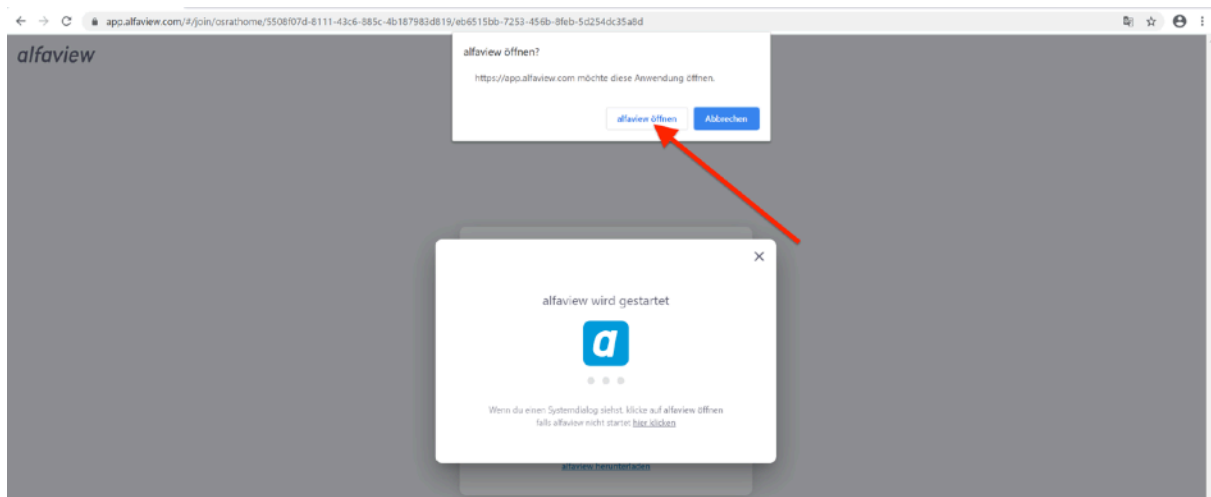 app.alfaview.com/#/join/osrathome/5508f07d-8111-43c6-885c-4b187983d819/eb6515bb-7253-456b-8feb-5d254dc35a8d
alfaview
alfaview öffnen?
https://app.alfaview.com möchte diese Anwendung öffnen.
alfaview öffnen Abbrechen
alfaview wird gestartet
a
Wenn du einen Systemdialog siehst, klicke auf alfaview öffnen
falls alfaview nicht startet hier klicken
alfaview herunterladen